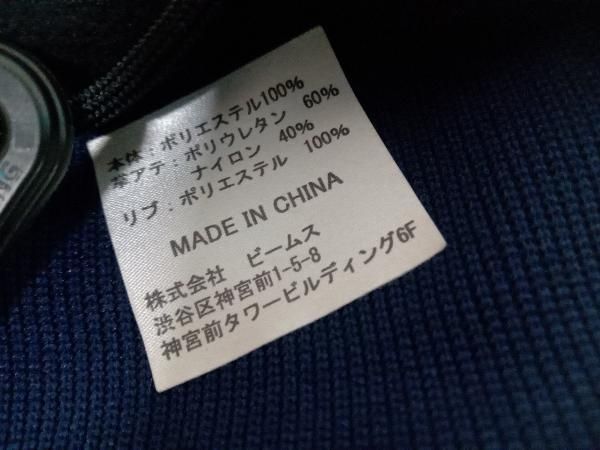 本体：ポリエステル100%
革アテ：ポリウレタン 60%
ナイロン 40%
リブ：ポリエステル 100%
MADE IN CHINA
株式会社 ビームス
渋谷区神宮前1-5-8
神宮前タワービルディング6F